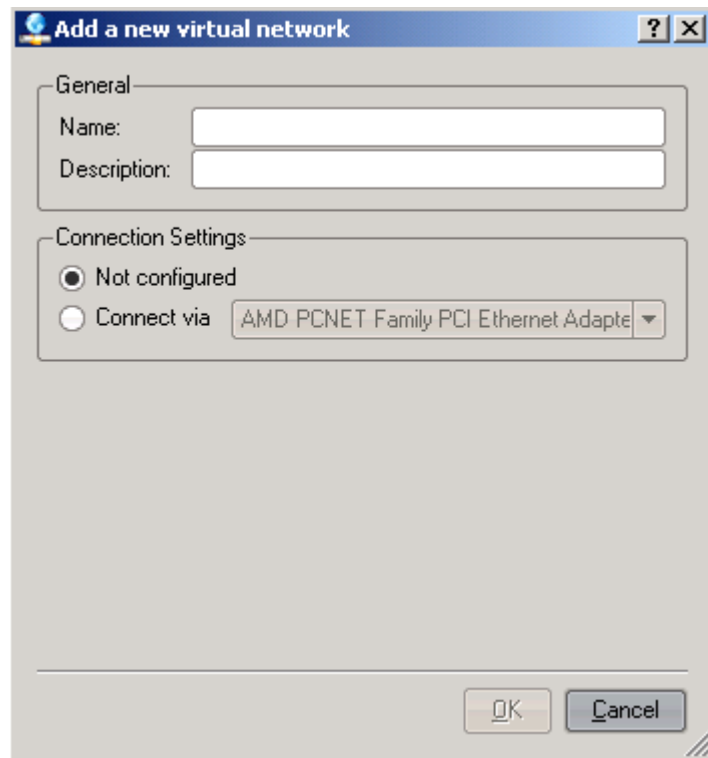 Add a new virtual network
General
Name:
Description:
Connection Settings
Not configured
Connect via AMD PCNET Family PCI Ethernet Adapte
OK Cancel